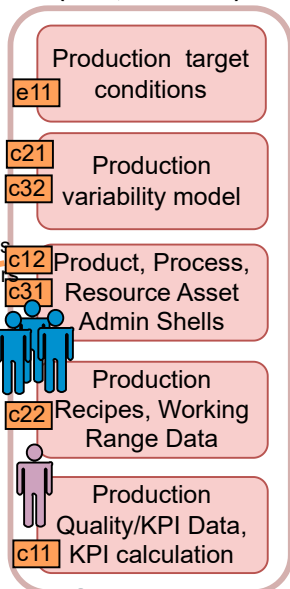 Production target
conditions
e11
c21
Production
variability model
c32
c12
Product, Process,
c31
Resource Asset
Admin Shells
Production
c22
Recipes, Working
Range Data
Production
Quality/KPI Data,
c11
KPI calculation